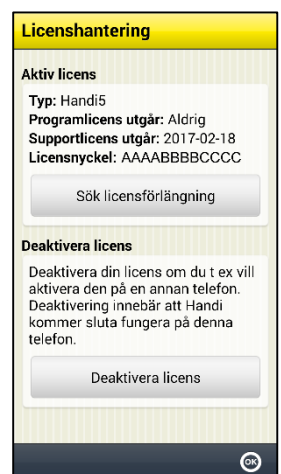 Licenshantering
Aktiv licens
Typ: Handi5
Programlicens utgår: Aldrig
Supportlicens utgår: 2017-02-18
Licensnyckel: AAAABBBBCCCC
Sök licensförlängning
Deaktivera licens
Deaktivera din licens om du t ex vill
aktivera den på en annan telefon.
Deaktivering innebär att Handi
kommer sluta fungera på denna
telefon.
Deaktivera licens
OK